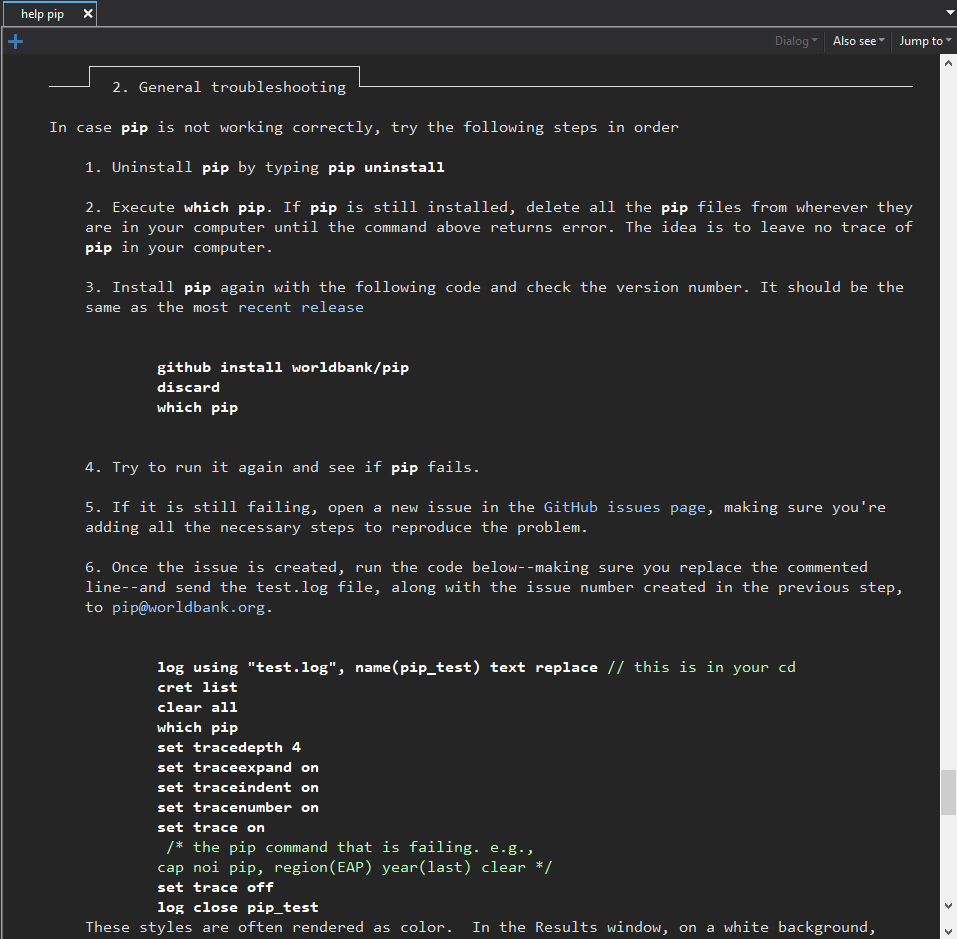 help pip
Dialog Also see Jump to
2. General troubleshooting
In case pip is not working correctly, try the following steps in order
1. Uninstall pip by typing pip uninstall
2. Execute which pip. If pip is still installed, delete all the pip files from wherever they
are in your computer until the command above returns error. The idea is to leave no trace of
pip in your computer.
3. Install pip again with the following code and check the version number. It should be the
same as the most recent release
github install worldbank/pip
discard
which pip
4. Try to run it again and see if pip fails.
5. If it is still failing, open a new issue in the GitHub issues page, making sure you're
adding all the necessary steps to reproduce the problem.
6. Once the issue is created, run the code below--making sure you replace the commented
line--and send the test.log file, along with the issue number created in the previous step,
to pip@worldbank.org.
log using "test.log", name(pip_test) text replace // this is in your cd
cret list
clear all
which pip
set tracedepth 4
set traceexpand on
set traceindent on
set tracenumber on
set trace on
/* the pip command that is failing. e.g.,
cap noi pip, region(EAP) year(last) clear */
set trace off
log close pip_test
These styles are often rendered as color. In the Results window, on a white background,